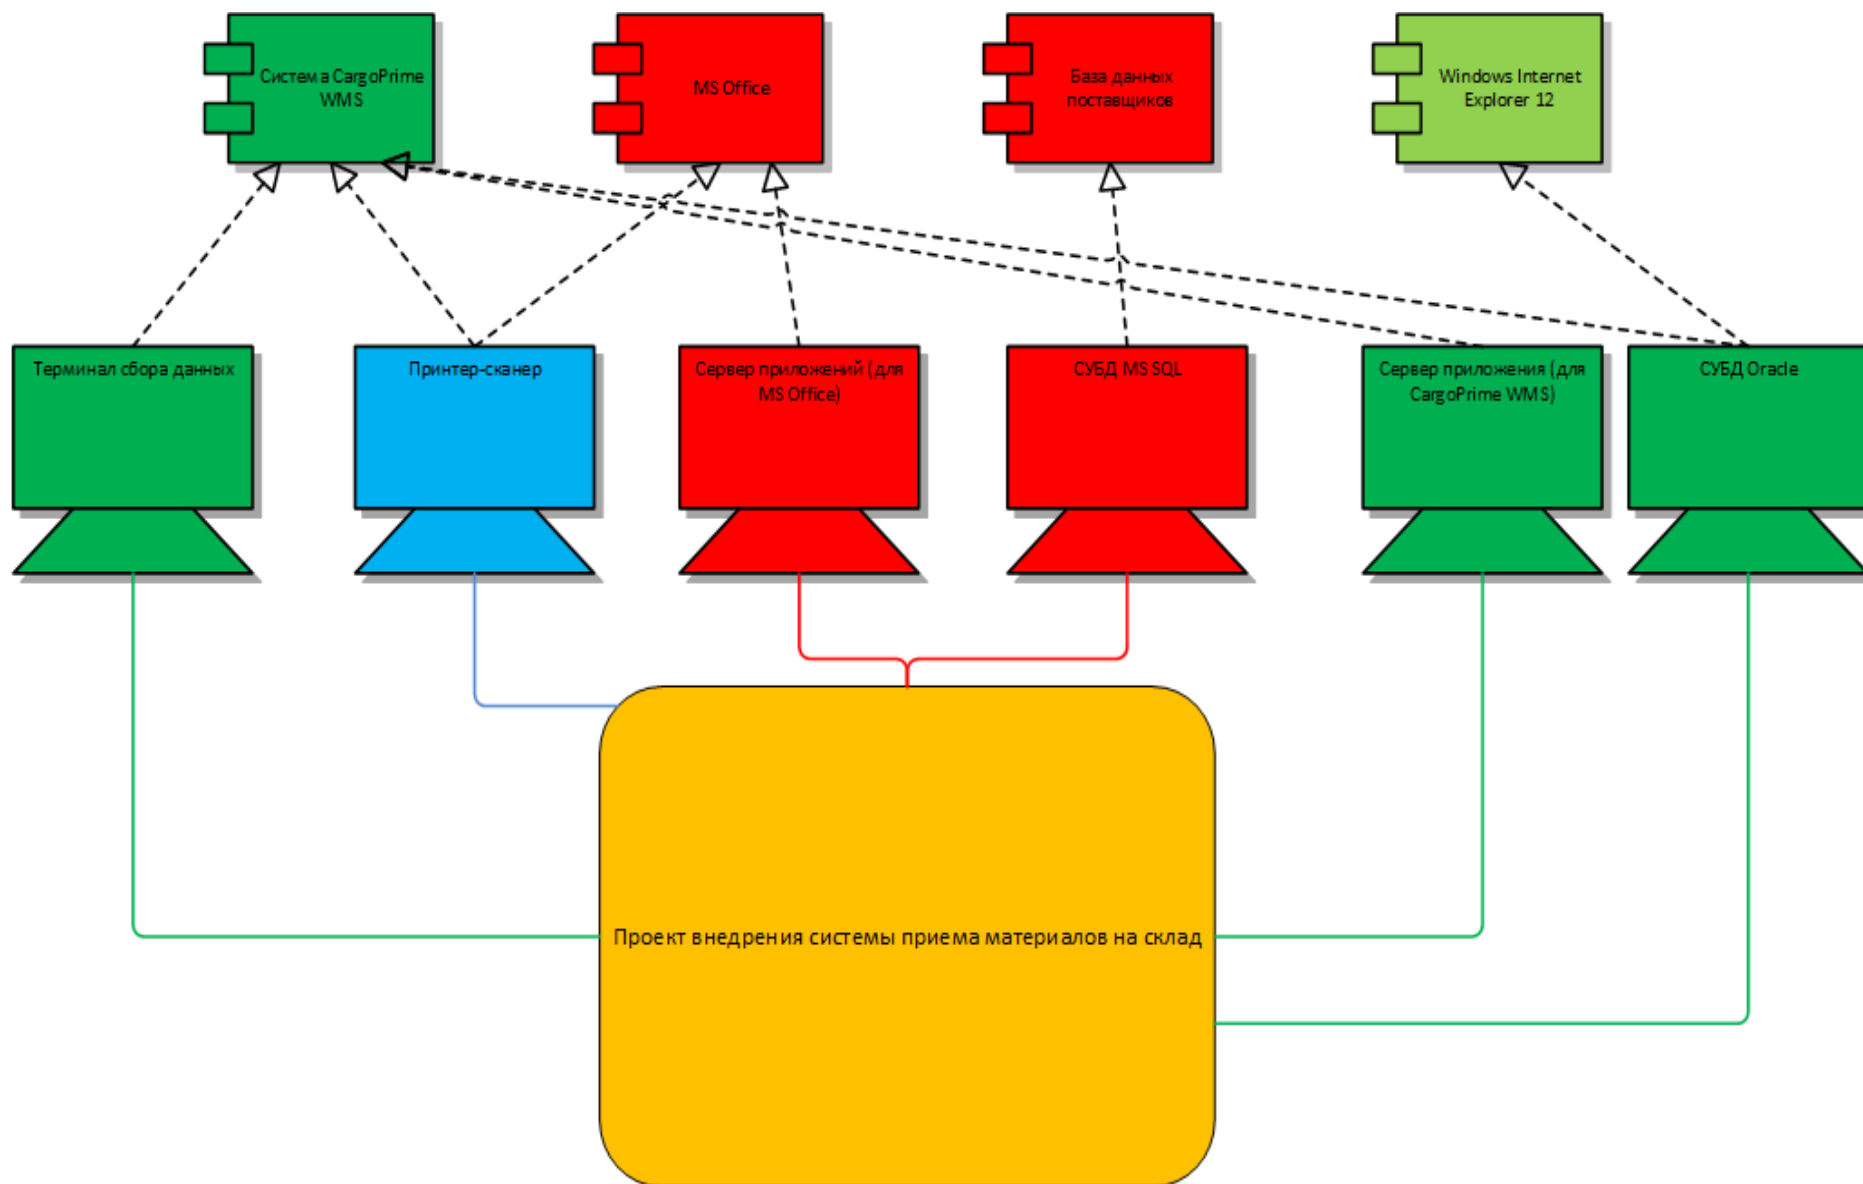 Система CargoPrime
WMS
MS Office
База данных
поставщиков
Windows Internet
Explorer 12
Терминал сбора данных
Принтер-сканер
Сервер приложений (для
MS Office)
СУБД MS SQL
Сервер приложения (для
CargoPrime WMS)
СУБД Oracle
Проект внедрения системы приема материалов на склад